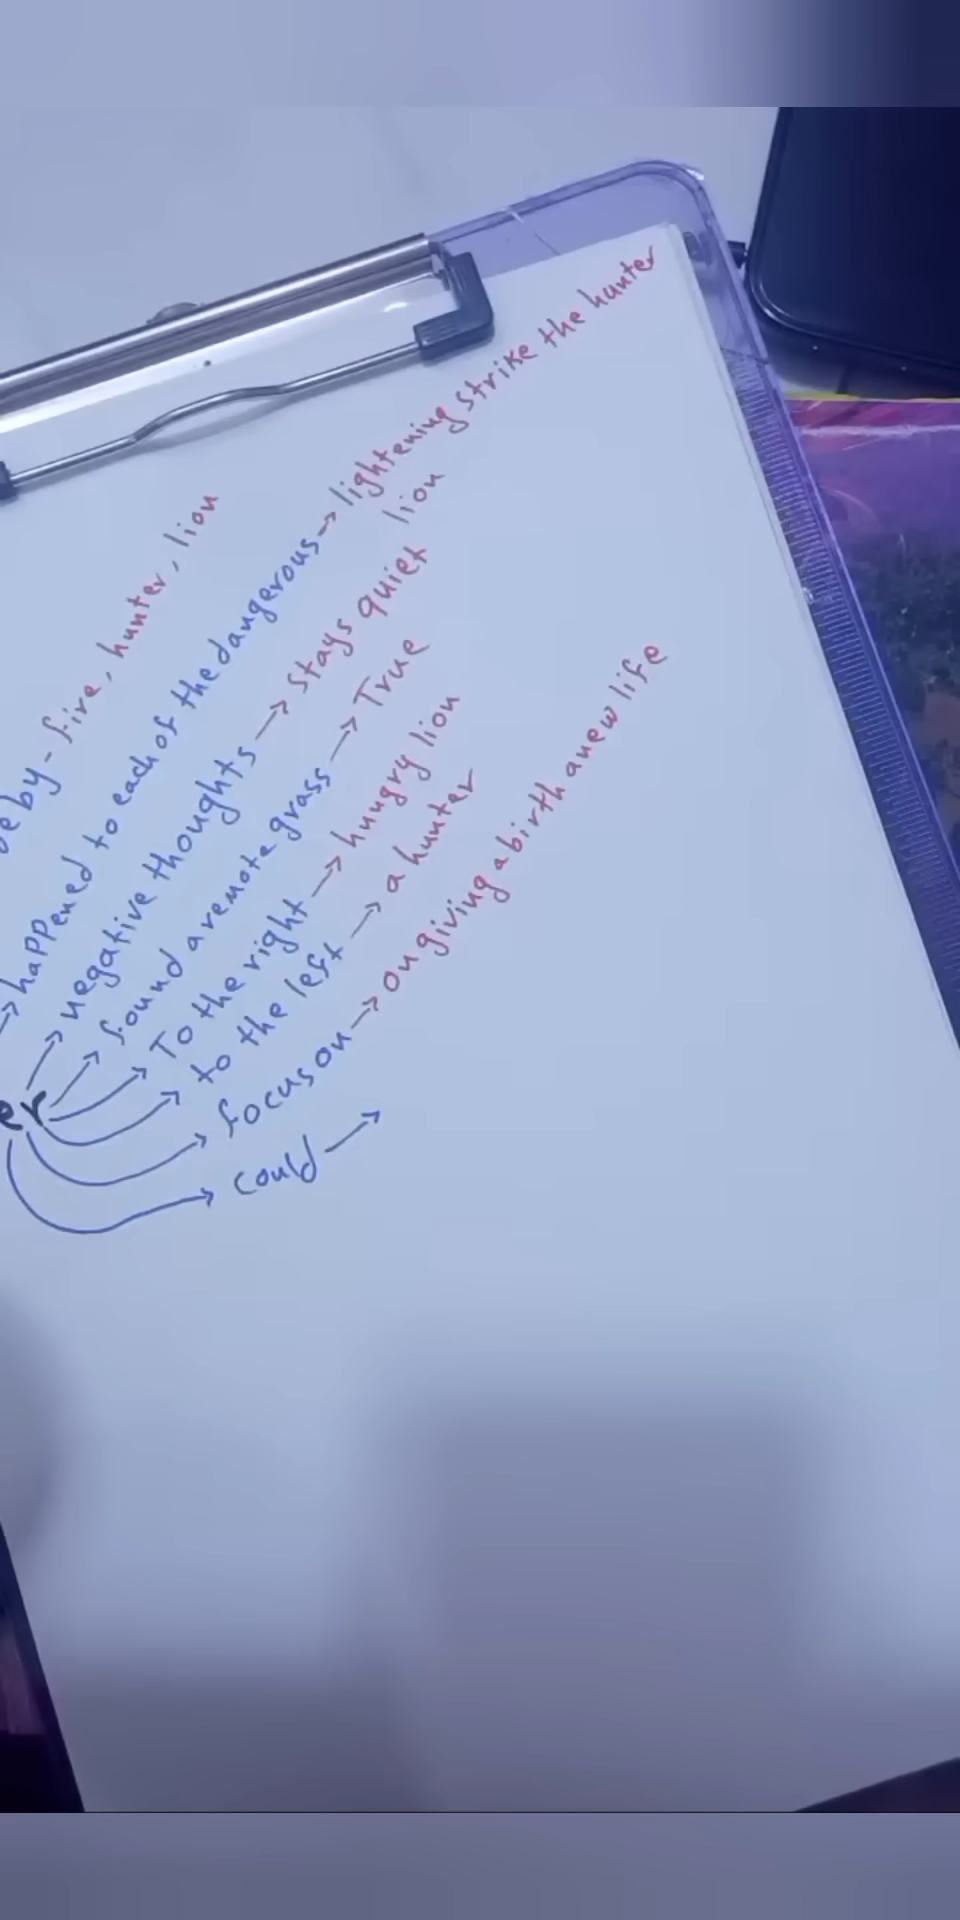 be by - fire, hunter, lion
→ happened to each of the dangerous → lightening strike the hunter
lion
→ negative thoughts → stays quiet
→ found a remote grass → True
→ To the right → hungry lion
→ to the left → a hunter
→ focus on → on giving a birth a new life
→ could →
er